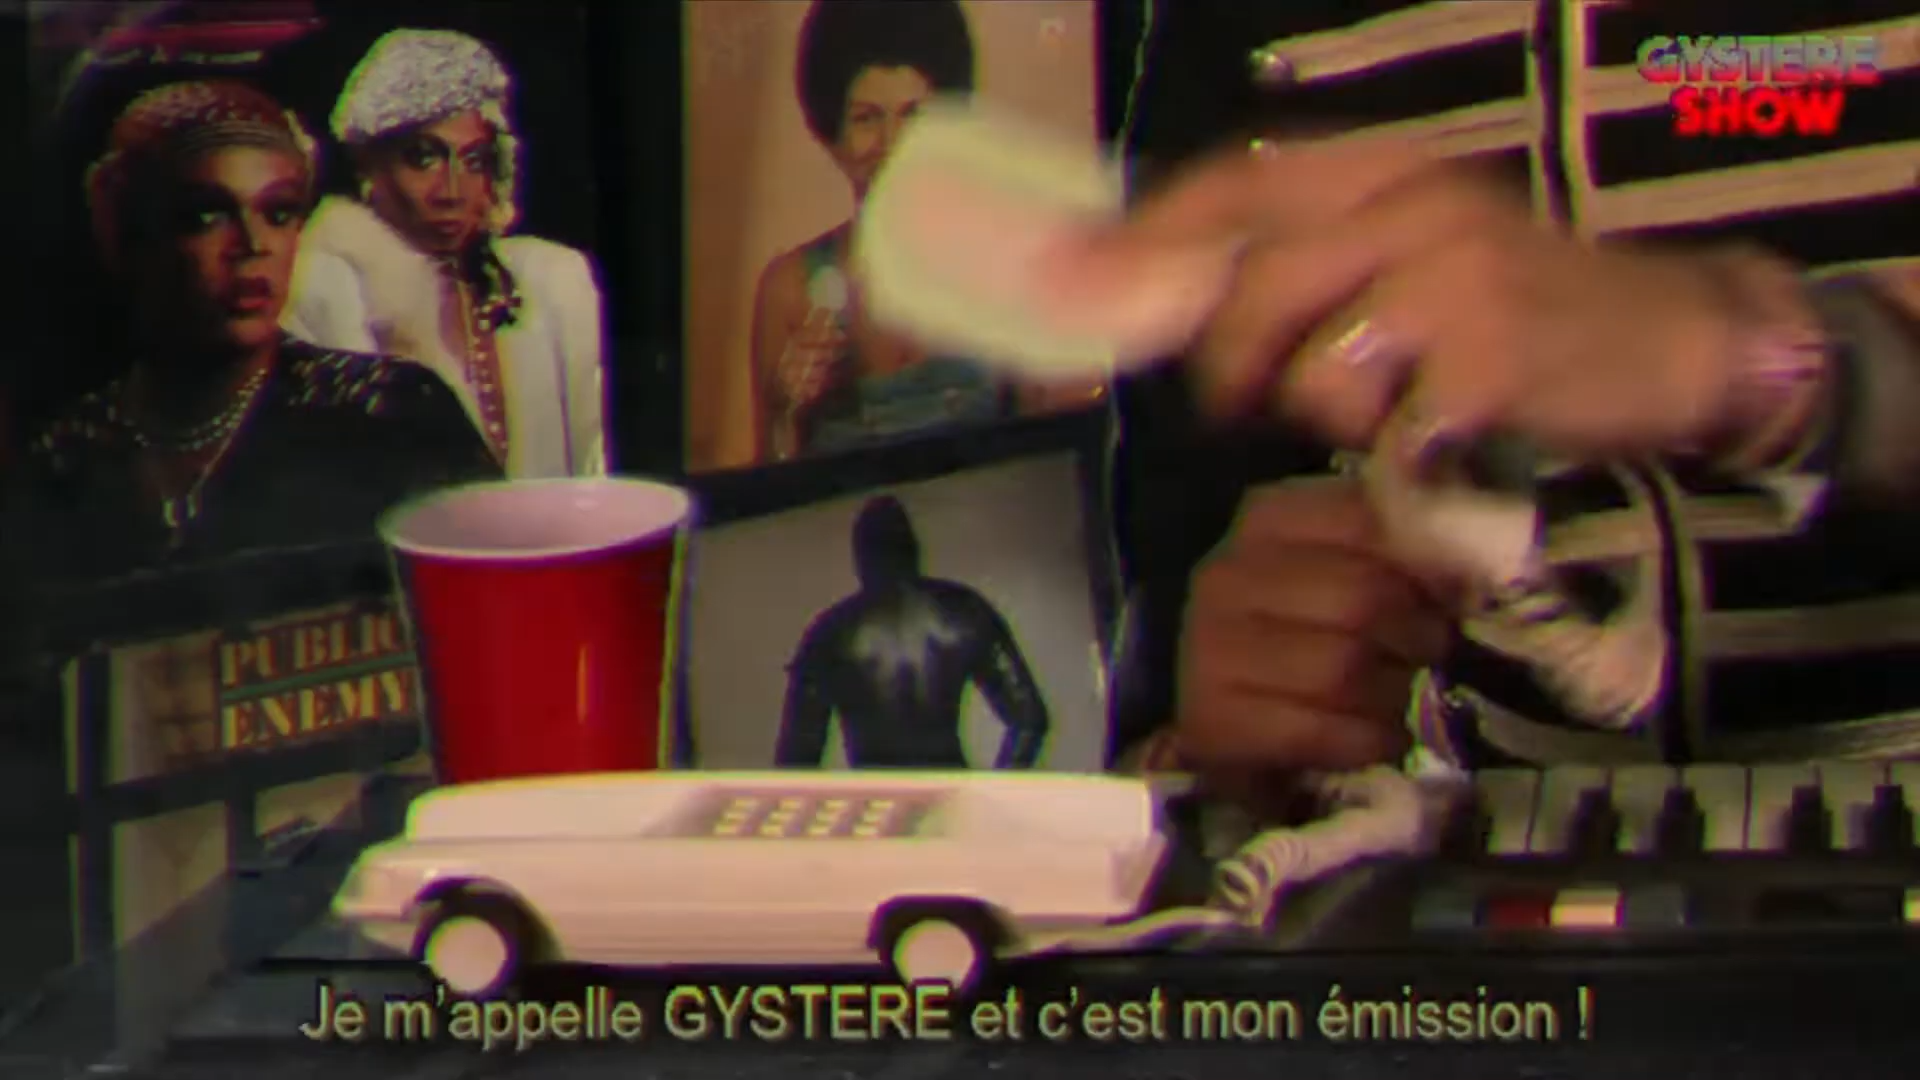 GYSTERE
SHOW
PUBLIC
ENEMY
Je m'appelle GYSTERE et c'est mon émission !